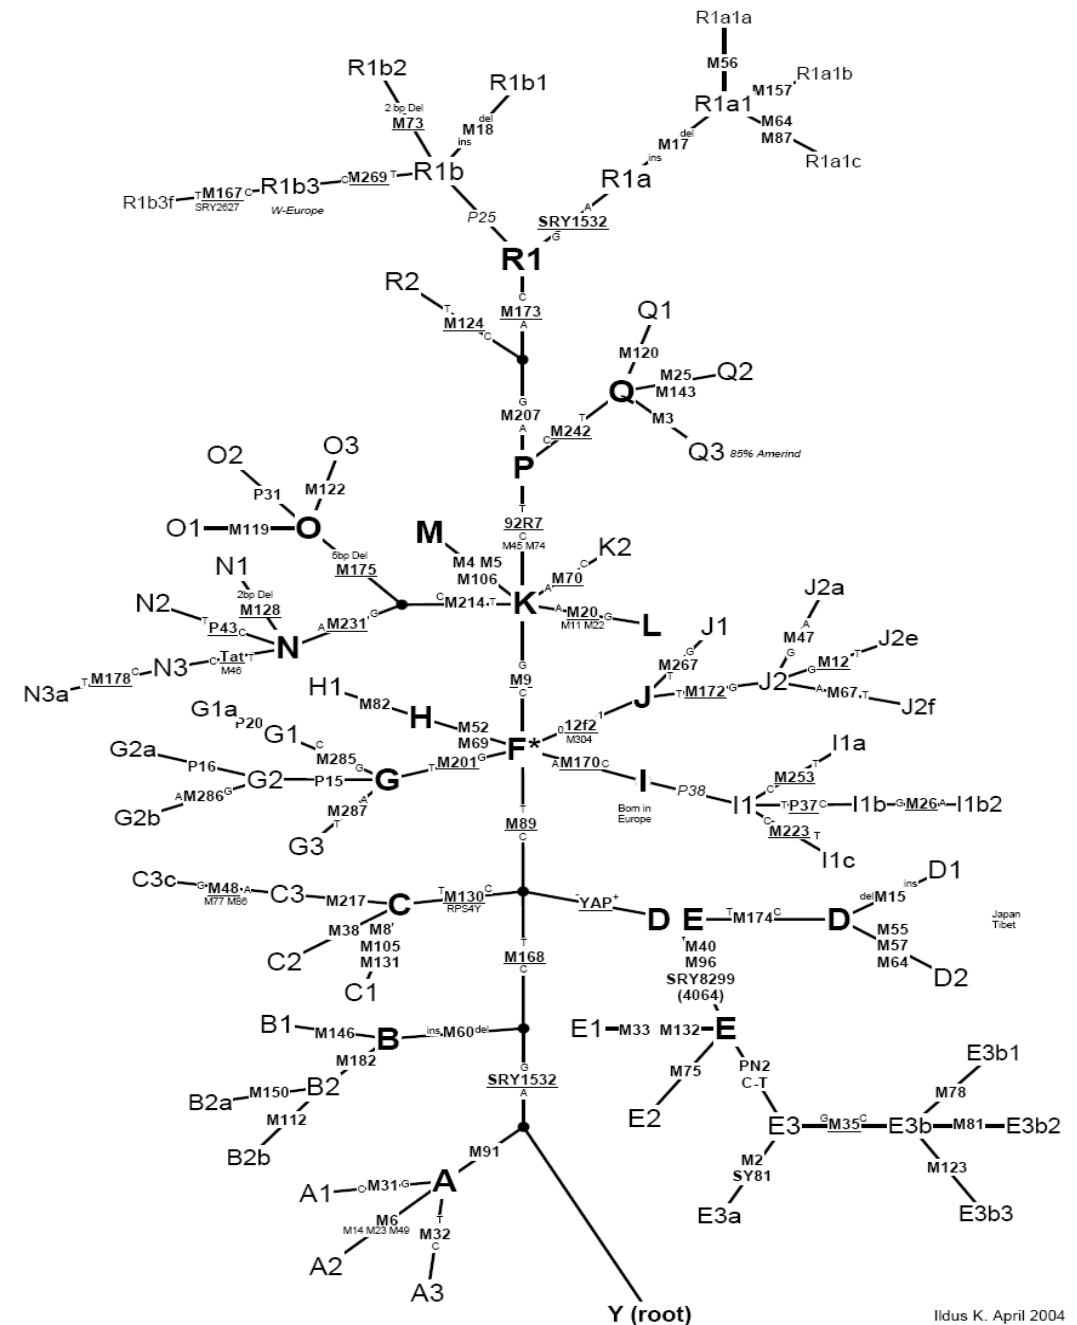 R1a1a
M56
R1b2
R1b1
M157 R1a1b
R1a1
2 bp Del
M73
del
M18
ins
M64
M87
R1a1c
del
M17
ins
R1b
R1a
R1b3f T M167 C R1b3 C M269 T
SRY2627
W-Europe
P25
A
SRY1532
G
R1
R2
T
M124
C
C
M173
A
Q1
M120
M25
M143
Q2
Q
M3
Q3 85% Amerind
G
M207
A
T
M242
C
P
O2
O3
P31
M122
O1 M119 O
5bp Del
M175
T
92R7
C
M45 M74
M
M4 M5
M106
K2
C
M70
A
N1
2bp Del
M128
N2
T
P43
C
A M231 G
C M214 T
K
A M20 G
M11 M22
L
N
N3a T M178 C N3 C Tat T
M46
G
M9
C
J2a
A
M47
G
J1
G
M267
T
J
T M172 G J2
G M12 T
J2e
A M67 T
J2f
H1
M82
H
M52
M69
F*
0 12f2 1
M304
G1a
P20
G1
C
M285
G
G2a
P16
G2 P15 G
T M201 G
A M286 G
G2b
A
M287
T
G3
A M170 C
I
Born in
Europe
P38
I1
I1a
T
M253
C
T P37 C I1b G M26 A I1b2
C
M223 T
I1c
T
M89
C
C3c G M48 A C3 M217 C
M77 M86
T M130 C
RPS4Y
- YAP +
D E T M174 C D
ins D1
del M15
M55
M57
M64
D2
Japan
Tibet
M38
C2
M8
M105
M131
C1
T
M168
C
M40
M96
SRY8299
(4064)
B1 M146 B
ins M60 del
M182
B2a M150 B2
M112
B2b
E1 M33 M132 E
M75
E2
PN2
C-T
G
SRY1532
A
E3 G M35 C E3b
E3b1
M78
M81 E3b2
M123
E3b3
M2
SY81
E3a
M91
A1 C M31 G A
M6
M14 M23 M49
A2
T
M32
C
A3
Y (root)
Ildus K. April 2004